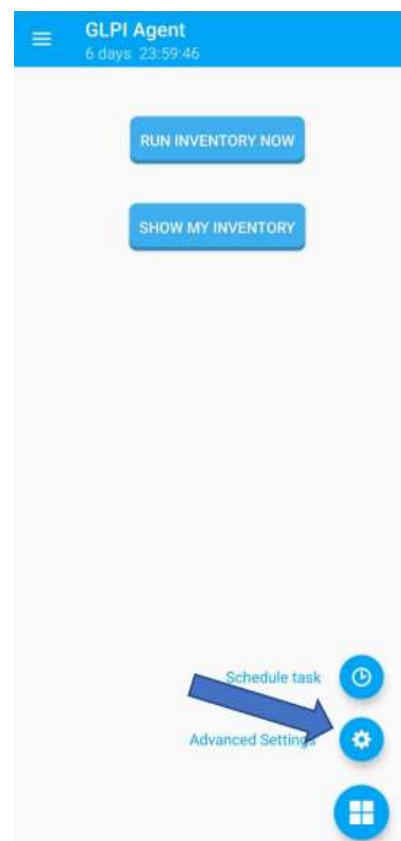 GLPI Agent
6 days 23:59:46
RUN INVENTORY NOW
SHOW MY INVENTORY
Schedule task
Advanced Settings